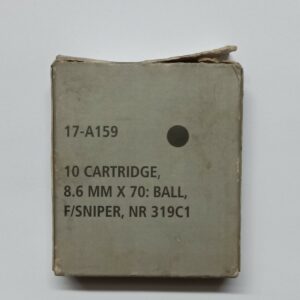 17-A159
10 CARTRIDGE,
8.6 MM X 70: BALL,
F/SNIPER, NR 319C1